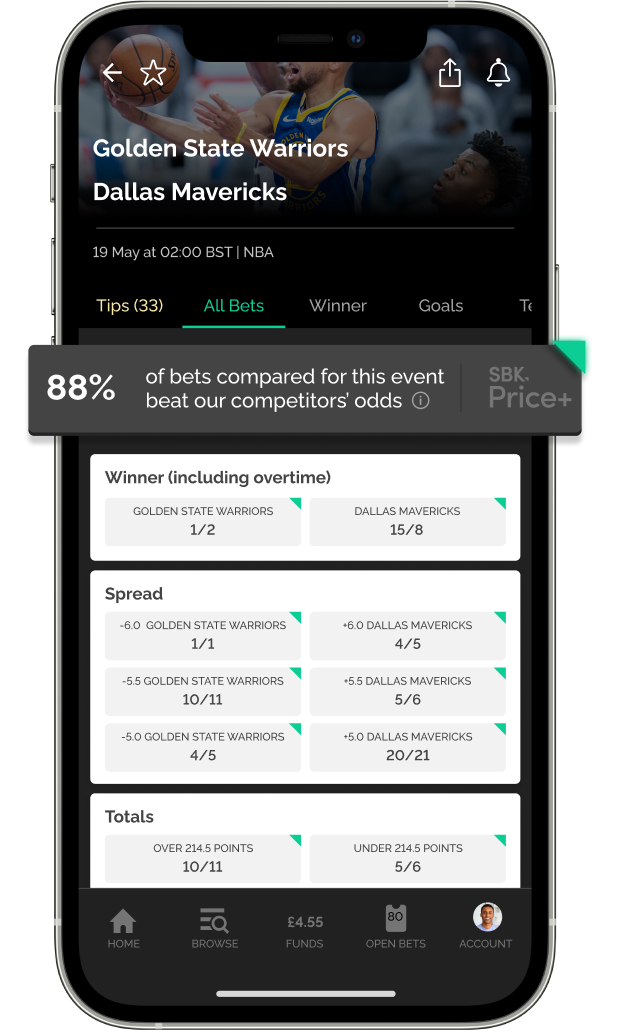 Golden State Warriors
Dallas Mavericks
19 May at 02:00 BST | NBA
Tips (33) All Bets Winner Goals
88% of bets compared for this event
beat our competitors' odds
SBK
Price+
Winner (including overtime)
GOLDEN STATE WARRIORS DALLAS MAVERICKS
1/2 15/8
Spread
-6.0 GOLDEN STATE WARRIORS +6.0 DALLAS MAVERICKS
1/1 4/5
-5.5 GOLDEN STATE WARRIORS +5.5 DALLAS MAVERICKS
10/11 5/6
-5.0 GOLDEN STATE WARRIORS +5.0 DALLAS MAVERICKS
4/5 20/21
Totals
OVER 214.5 POINTS UNDER 214.5 POINTS
10/11 5/6
£4.55 80
HOME BROWSE FUNDS OPEN BETS ACCOUNT